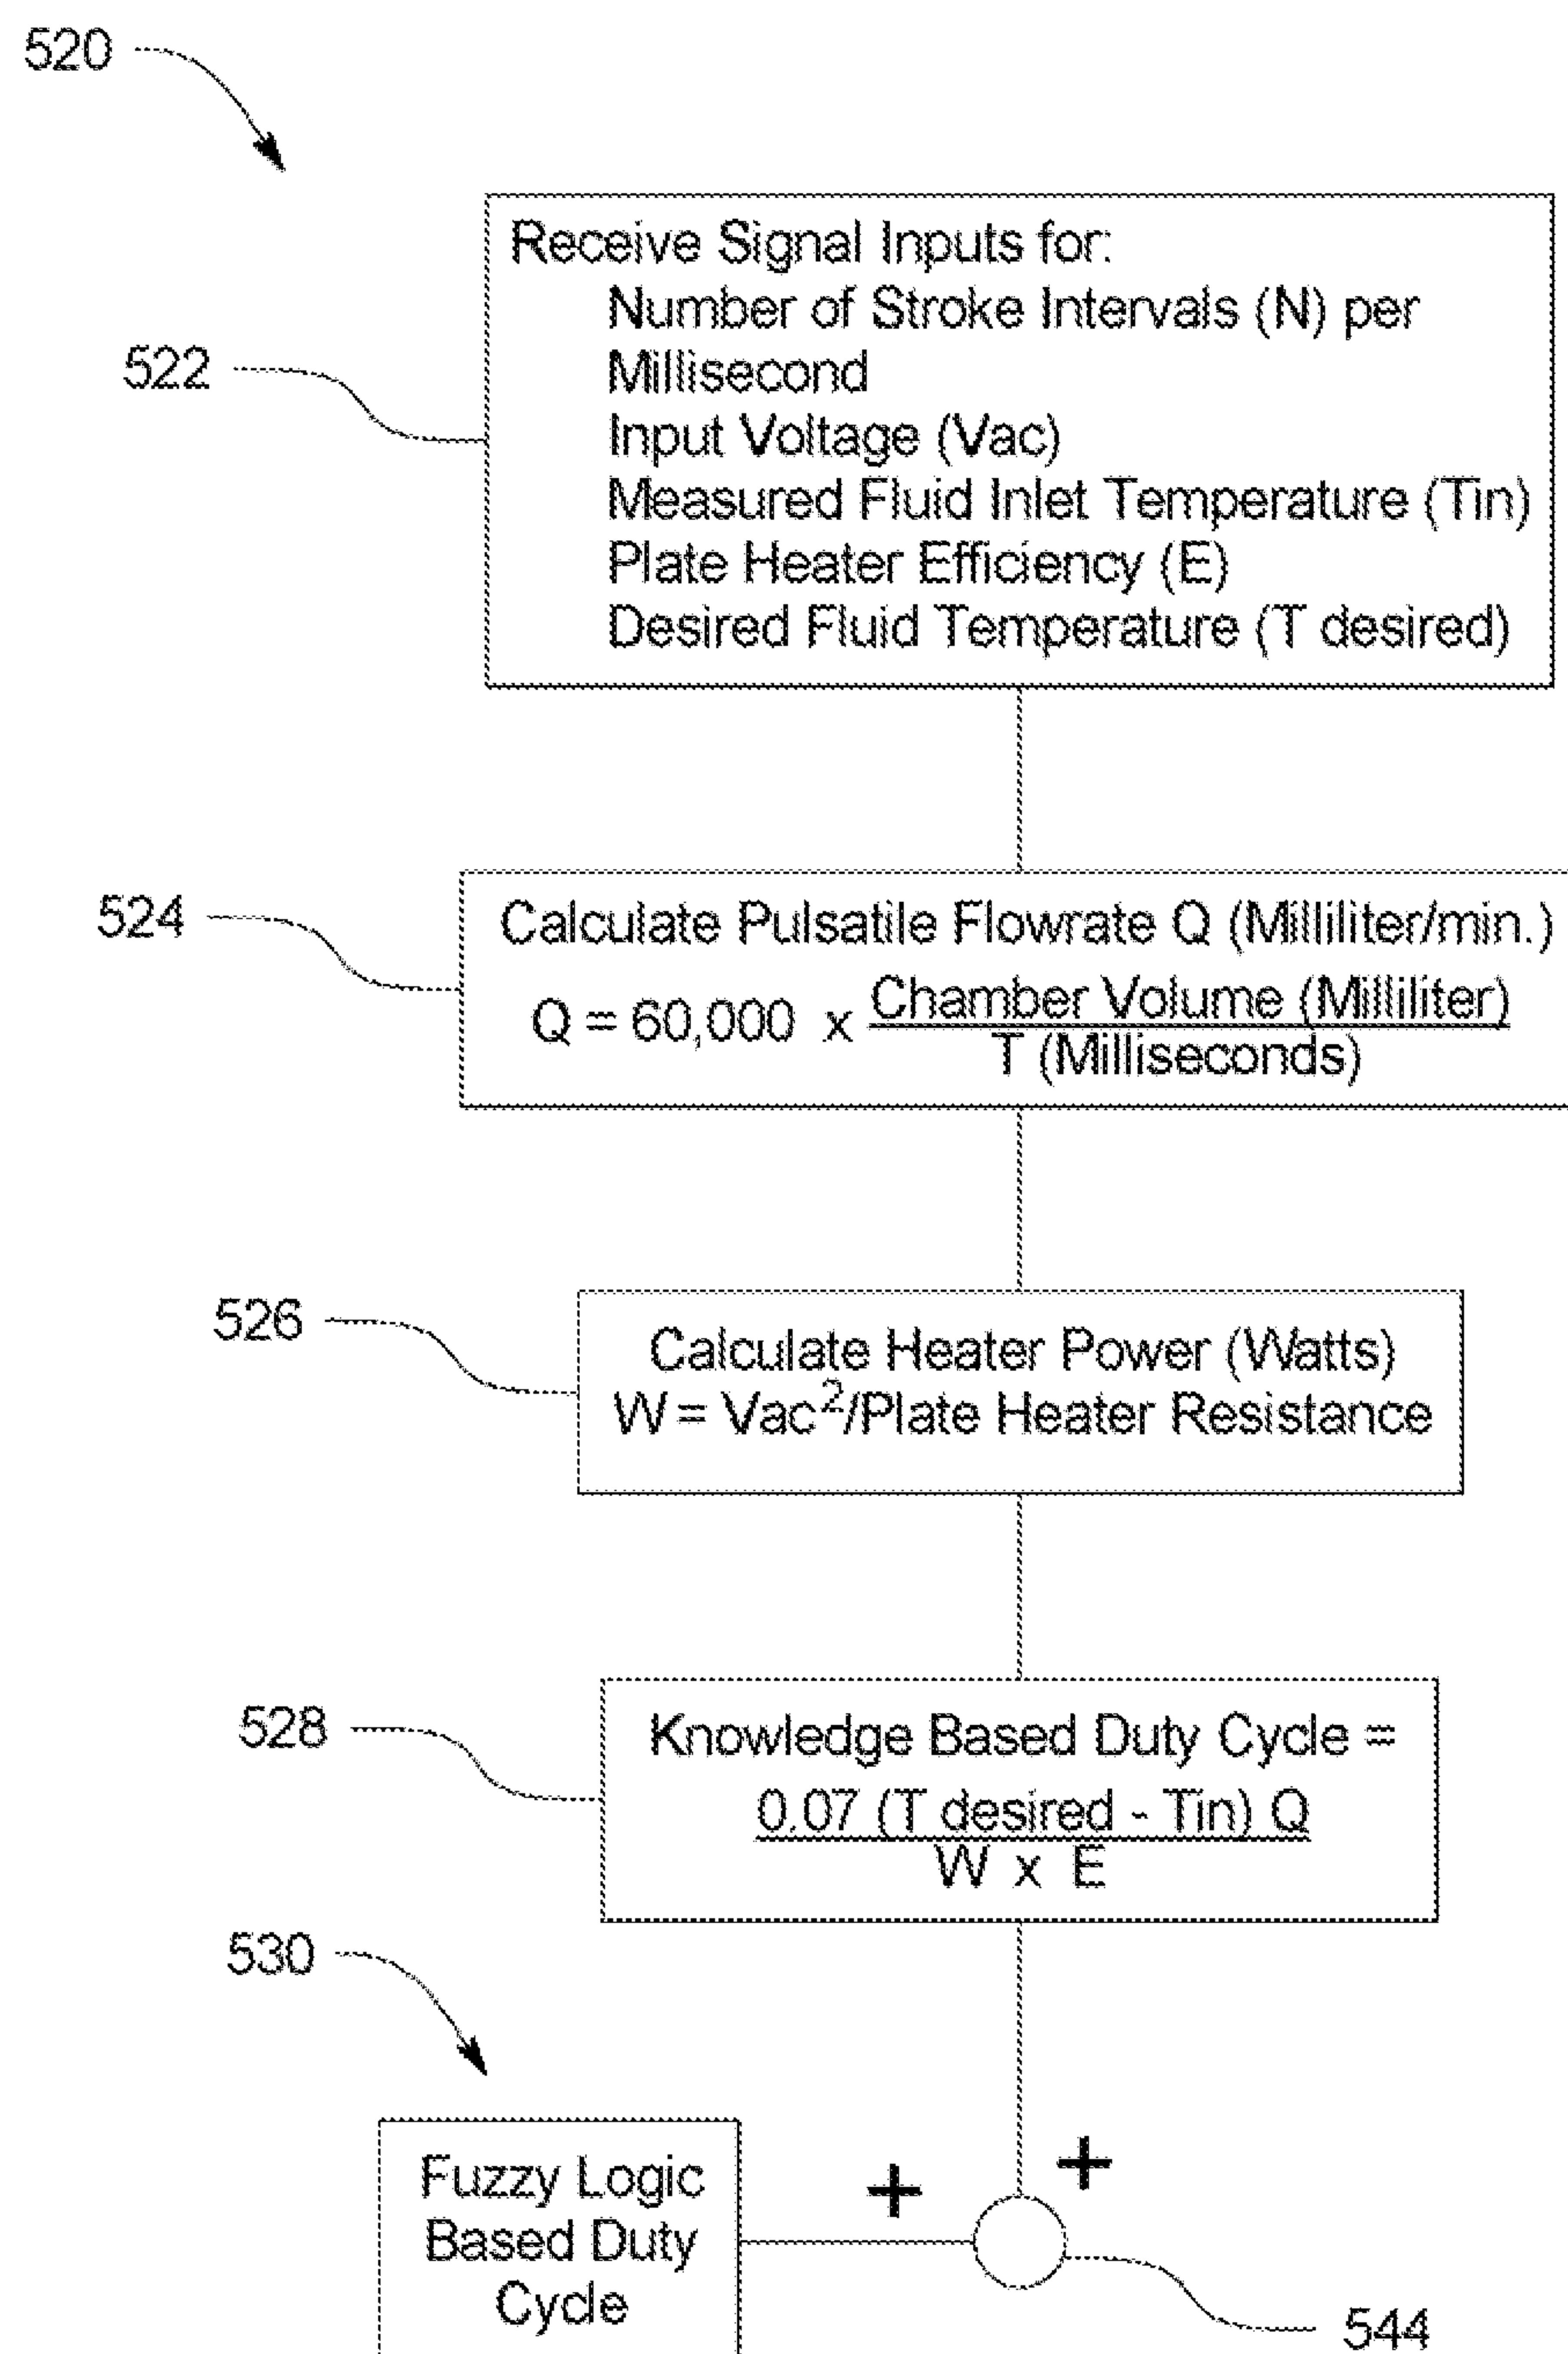 520
Receive Signal Inputs for:
Number of Stroke Intervals (N) per
Millisecond
Input Voltage (Vac)
Measured Fluid Inlet Temperature (Tin)
Plate Heater Efficiency (E)
Desired Fluid Temperature (T desired)
522
524
Calculate Pulsatile Flowrate Q (Milliliter/min.)
Q = 60,000 x Chamber Volume (Milliliter)
T (Milliseconds)
526
Calculate Heater Power (Watts)
W = Vac²/Plate Heater Resistance
528
Knowledge Based Duty Cycle =
0.07 (T desired - Tin) Q
W x E
530
Fuzzy Logic
Based Duty
Cycle
+
+
544